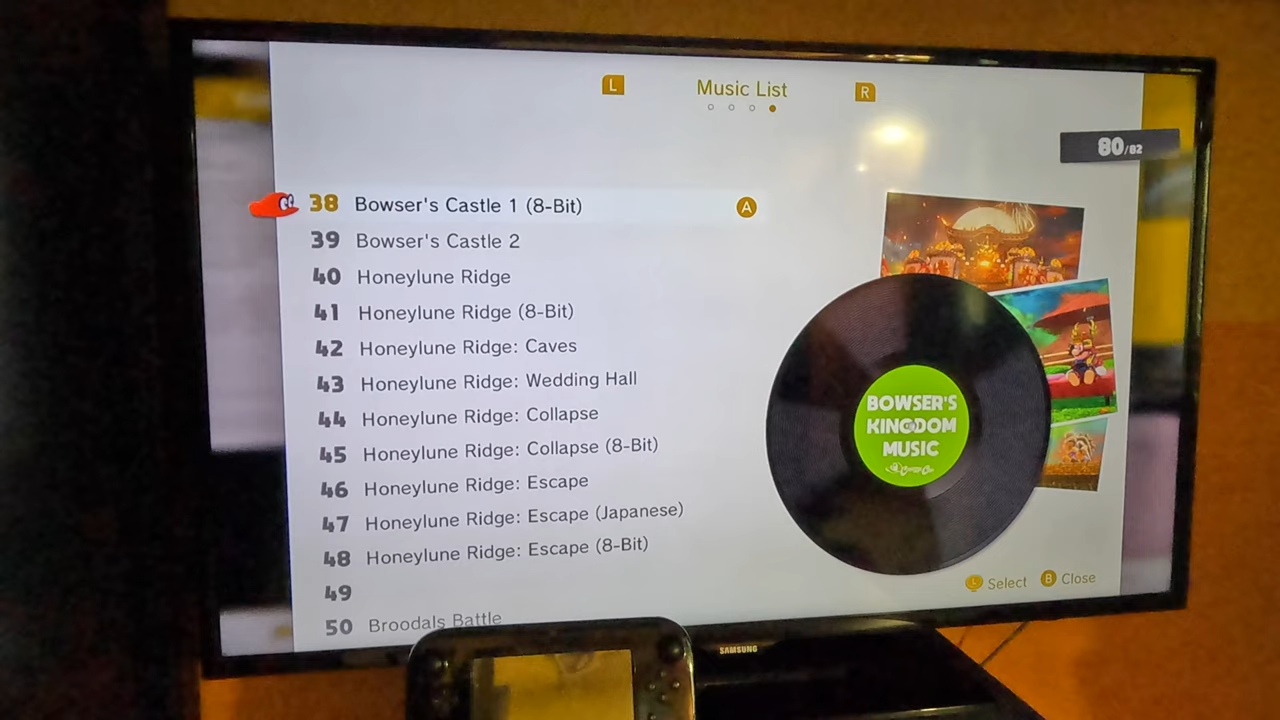 L Music List R
80/82
38 Bowser's Castle 1 (8-Bit) A
39 Bowser's Castle 2
40 Honeylune Ridge
41 Honeylune Ridge (8-Bit)
42 Honeylune Ridge: Caves
43 Honeylune Ridge: Wedding Hall
44 Honeylune Ridge: Collapse
45 Honeylune Ridge: Collapse (8-Bit)
46 Honeylune Ridge: Escape
47 Honeylune Ridge: Escape (Japanese)
48 Honeylune Ridge: Escape (8-Bit)
49
50 Broodals Battle
BOWSER'S
KINGDOM
MUSIC
L Select B Close
SAMSUNG